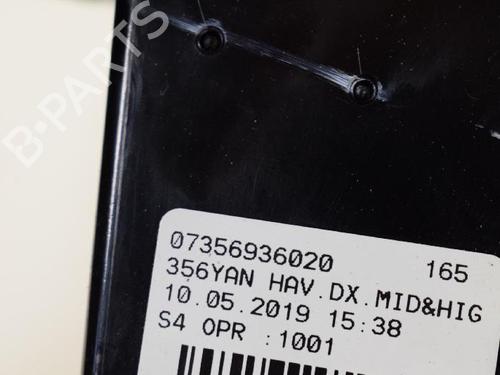 B-PARTS
07356936020 165
356YAN HAV.DX.MID&HIG
10.05.2019 15:38
S4 OPR :1001